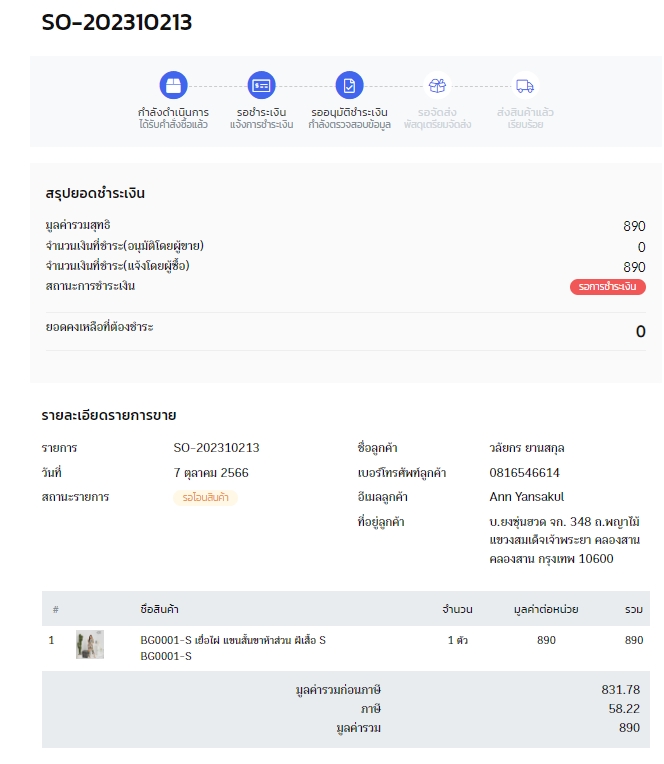 SO-202310213
กำลังดำเนินการ รอชำระเงิน รออนุมัติชำระเงิน รอจัดส่ง ส่งสินค้าแล้ว
ได้รับคำสั่งซื้อแล้ว แจ้งการชำระเงิน กำลังตรวจสอบข้อมูล พัสดุเตรียมจัดส่ง เรียบร้อย
สรุปยอดชำระเงิน
มูลค่ารวมสุทธิ 890
จำนวนเงินที่ชำระ(อนุมัติโดยผู้ขาย) 0
จำนวนเงินที่ชำระ(แจ้งโดยผู้ซื้อ) 890
สถานะการชำระเงิน รอการชำระเงิน
ยอดคงเหลือที่ต้องชำระ 0
รายละเอียดรายการขาย
รายการ SO-202310213 ชื่อลูกค้า วลัยกร ยานสกุล
วันที่ 7 ตุลาคม 2566 เบอร์โทรศัพท์ลูกค้า 0816546614
สถานะรายการ รอโอนสินค้า อีเมลลูกค้า Ann Yansakul
ที่อยู่ลูกค้า บ.ยงชุ่นฮวด จก. 348 ถ.พญาไม้
แขวงสมเด็จเจ้าพระยา คลองสาน
คลองสาน กรุงเทพ 10600
# ชื่อสินค้า จำนวน มูลค่าต่อหน่วย รวม
1 BG0001-S เยื่อไผ่ แขนสั้นขาห้าส่วน ผีเสื้อ S 1 ตัว 890 890
BG0001-S
มูลค่ารวมก่อนภาษี 831.78
ภาษี 58.22
มูลค่ารวม 890